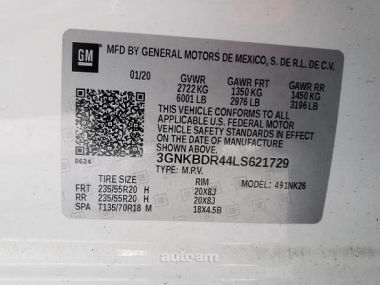 GM
MFD BY GENERAL MOTORS DE MEXICO, S. DE R.L. DE C.V.
01/20 GVWR GAWR FRT GAWR RR
2722 KG 1350 KG 1450 KG
6001 LB 2976 LB 3196 LB
THIS VEHICLE CONFORMS TO ALL
APPLICABLE U.S. FEDERAL MOTOR
VEHICLE SAFETY STANDARDS IN EFFECT
ON THE DATE OF MANUFACTURE
SHOWN ABOVE.
8624
3GNKBDR44LS621729
TYPE: M.P.V. MODEL: 491NK26
TIRE SIZE RIM
FRT 235/55R20 H 20X8J
RR 235/55R20 H 20X8J
SPA T135/70R18 M 18X4.5B
autoam